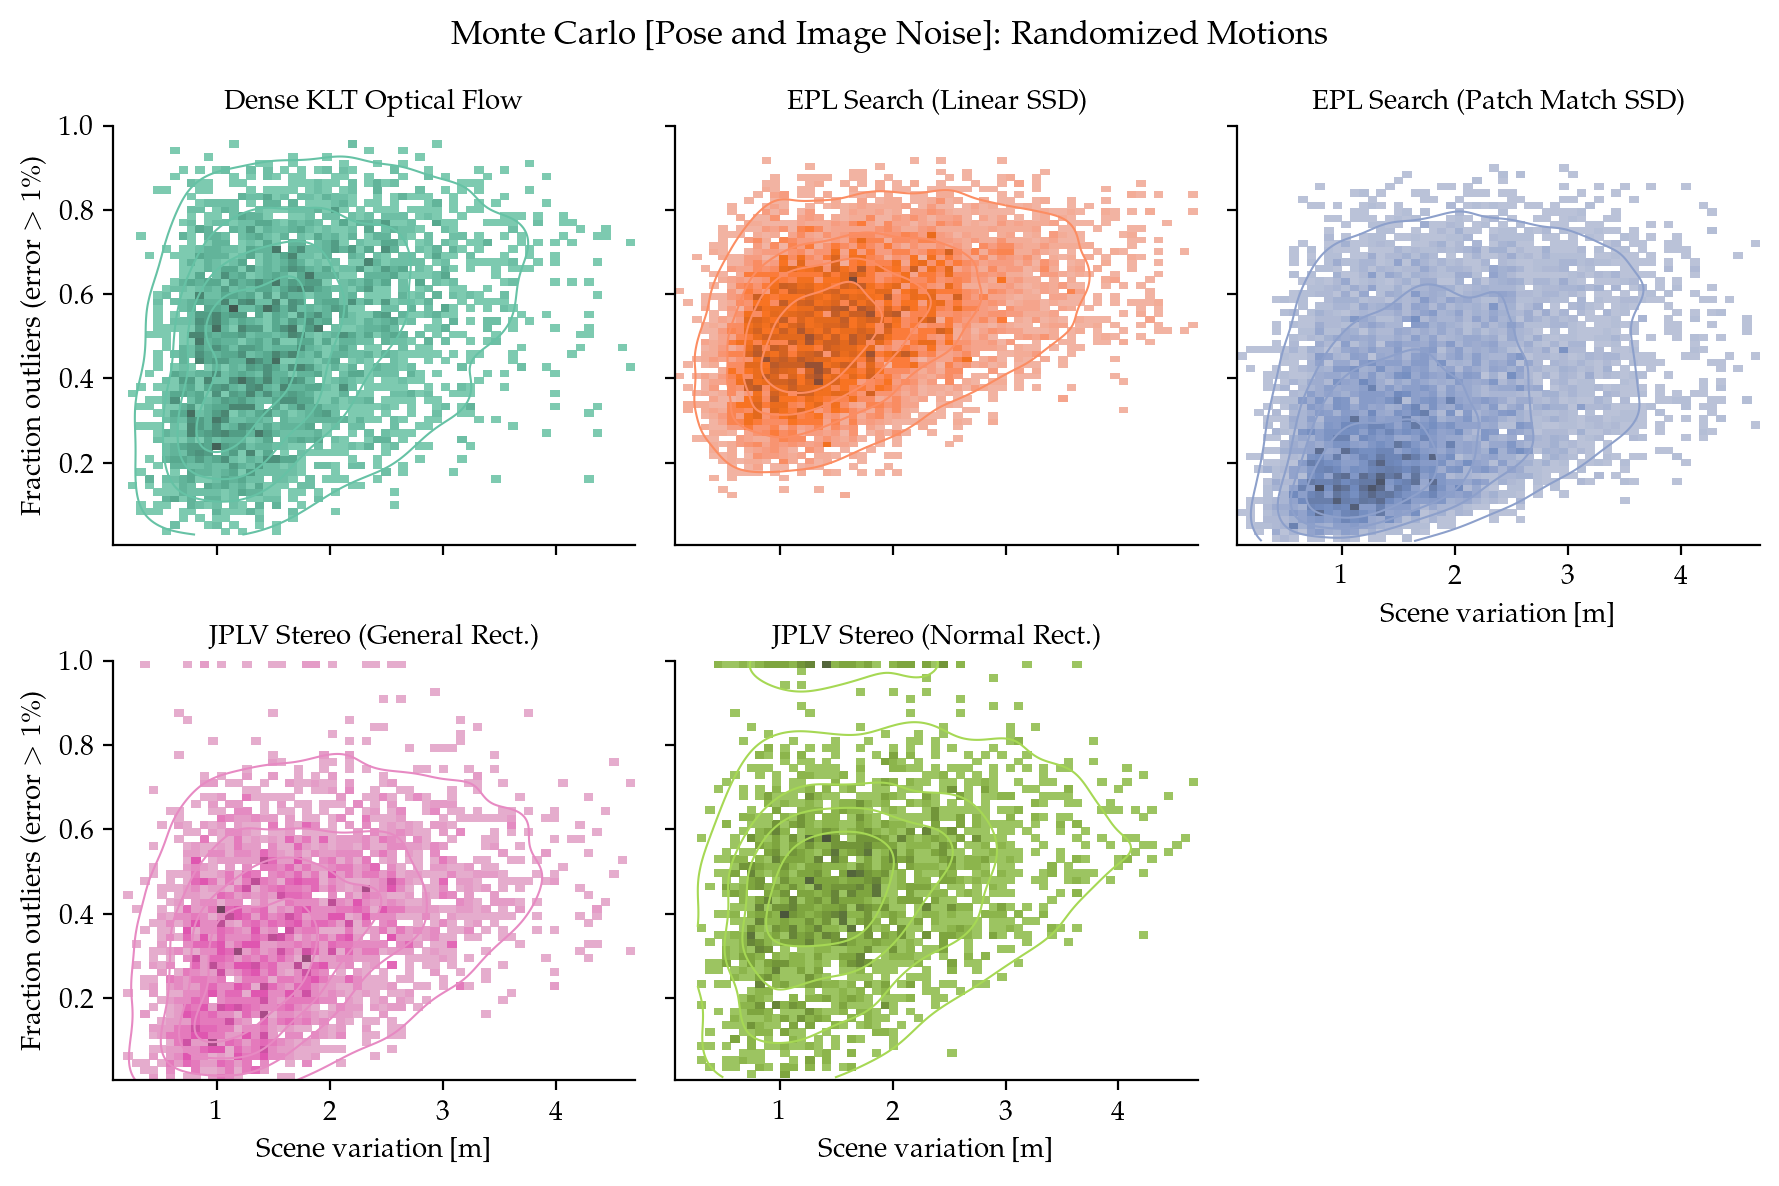 Monte Carlo [Pose and Image Noise]: Randomized Motions
Dense KLT Optical Flow
EPL Search (Linear SSD)
EPL Search (Patch Match SSD)
Fraction outliers (error > 1%)
1.0
0.8
0.6
0.4
0.2
1 2 3 4
Scene variation [m]
JPLV Stereo (General Rect.)
JPLV Stereo (Normal Rect.)
Fraction outliers (error > 1%)
1.0
0.8
0.6
0.4
0.2
1 2 3 4
Scene variation [m]
1 2 3 4
Scene variation [m]